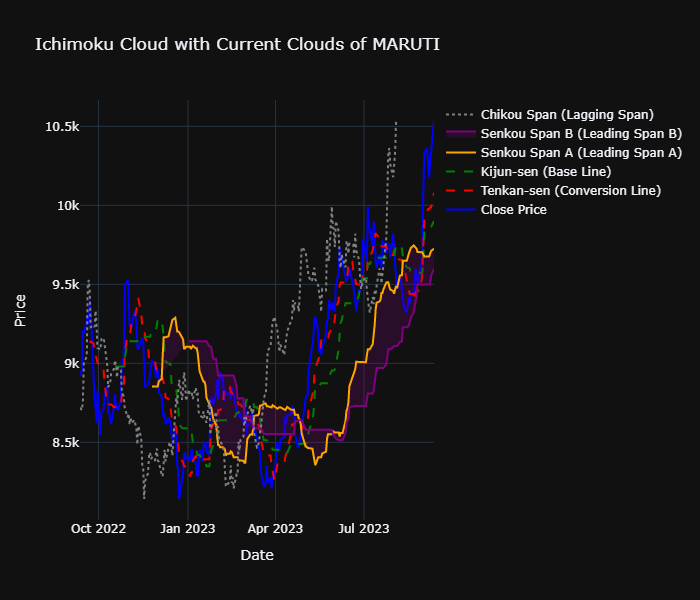 Ichimoku Cloud with Current Clouds of MARUTI
Chikou Span (Lagging Span)
Senkou Span B (Leading Span B)
Senkou Span A (Leading Span A)
Kijun-sen (Base Line)
Tenkan-sen (Conversion Line)
Close Price
Price
10.5k
10k
9.5k
9k
8.5k
Oct 2022
Jan 2023
Apr 2023
Jul 2023
Date